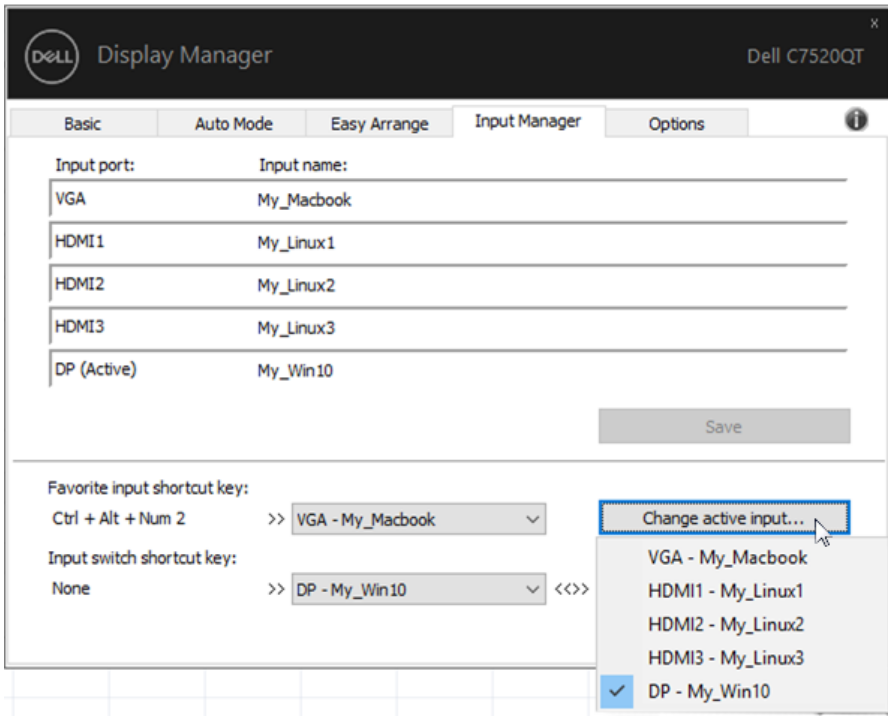 DELL Display Manager
x
Dell C7520QT
Basic Auto Mode Easy Arrange Input Manager Options i
Input port: Input name:
VGA My_Macbook
HDMI1 My_Linux1
HDMI2 My_Linux2
HDMI3 My_Linux3
DP (Active) My_Win10
Save
Favorite input shortcut key:
Ctrl + Alt + Num 2 >> VGA - My_Macbook Change active input...
Input switch shortcut key:
None >> DP - My_Win10 <<>>
VGA - My_Macbook
HDMI1 - My_Linux1
HDMI2 - My_Linux2
HDMI3 - My_Linux3
DP - My_Win10